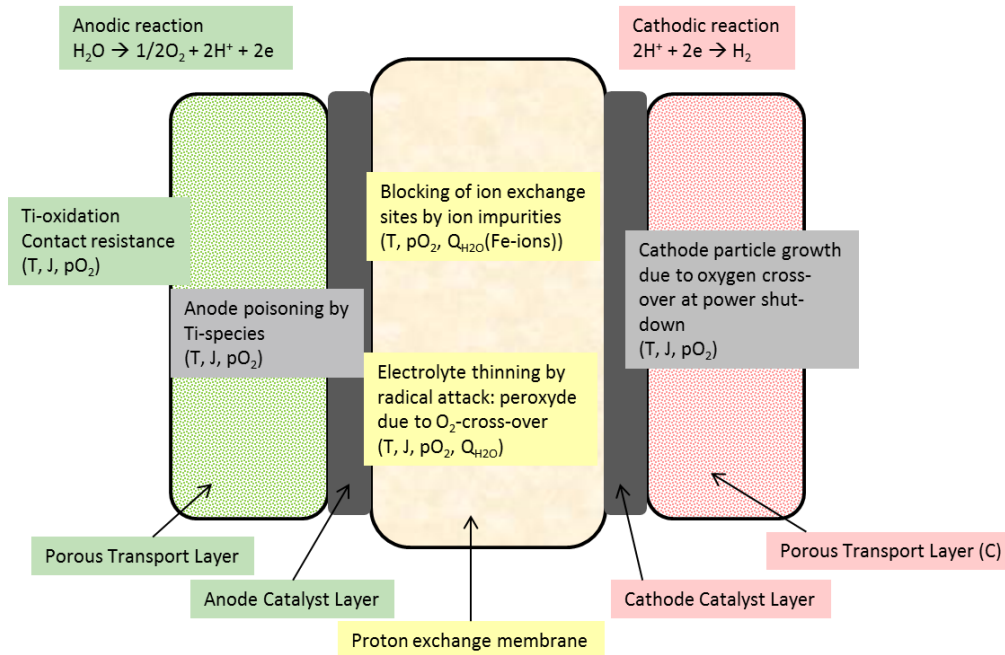 Anodic reaction
H₂O → 1/2O₂ + 2H⁺ + 2e
Cathodic reaction
2H⁺ + 2e → H₂
Ti-oxidation
Contact resistance
(T, J, pO₂)
Anode poisoning by
Ti-species
(T, J, pO₂)
Blocking of ion exchange
sites by ion impurities
(T, pO₂, Q_H2O(Fe-ions))
Electrolyte thinning by
radical attack: peroxyde
due to O₂-cross-over
(T, J, pO₂, Q_H2O)
Cathode particle growth
due to oxygen cross-
over at power shut-
down
(T, J, pO₂)
Porous Transport Layer
Anode Catalyst Layer
Proton exchange membrane
Cathode Catalyst Layer
Porous Transport Layer (C)